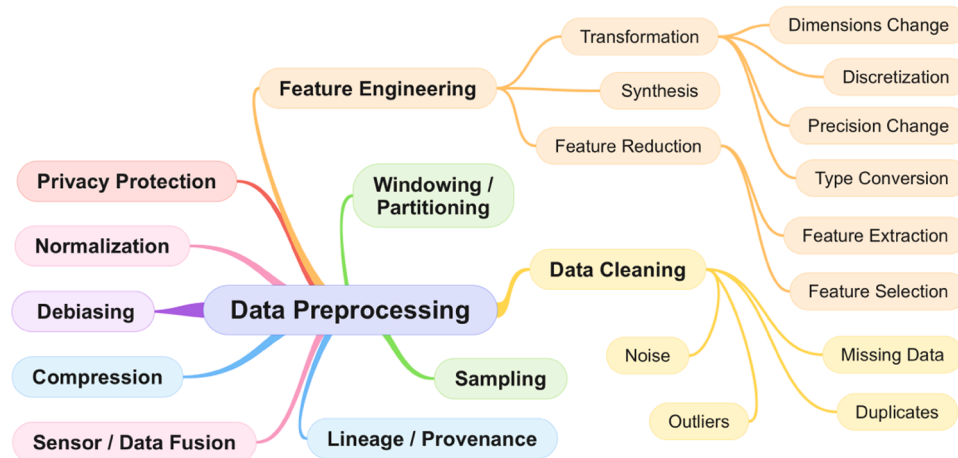 Data Preprocessing
Feature Engineering
Transformation
Dimensions Change
Discretization
Precision Change
Type Conversion
Synthesis
Feature Reduction
Feature Extraction
Feature Selection
Privacy Protection
Normalization
Debiasing
Compression
Sensor / Data Fusion
Windowing /
Partitioning
Data Cleaning
Noise
Outliers
Missing Data
Duplicates
Sampling
Lineage / Provenance